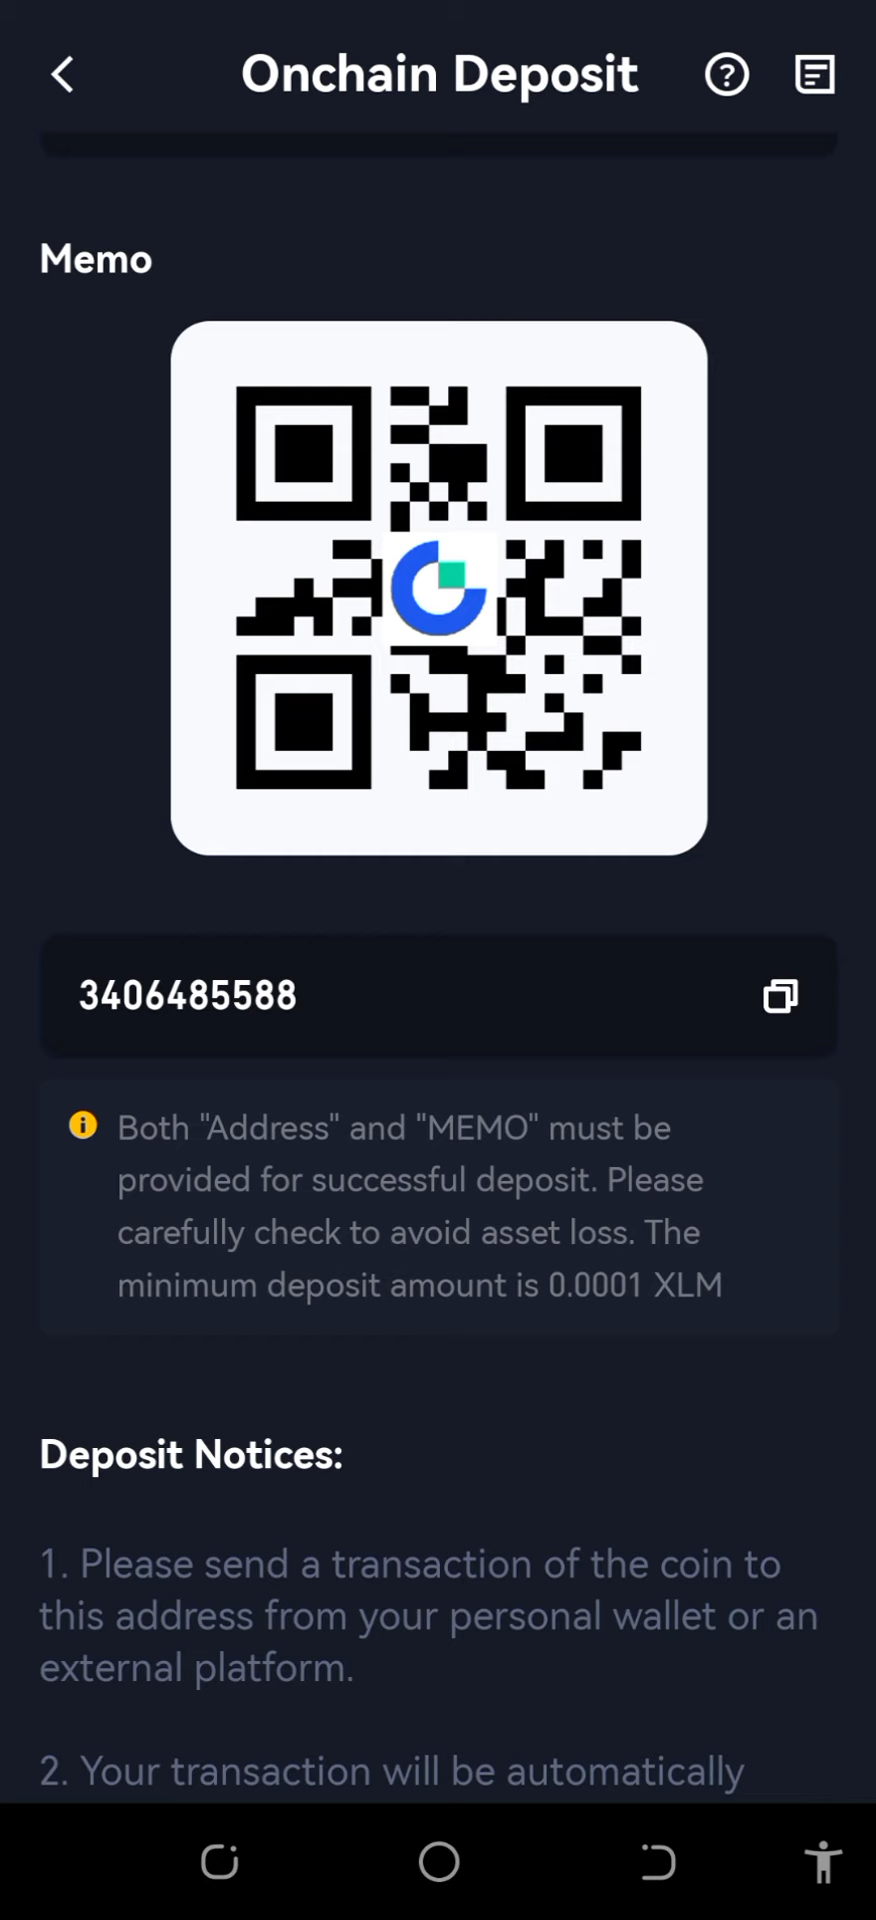 Onchain Deposit
Memo
3406485588
Both "Address" and "MEMO" must be
provided for successful deposit. Please
carefully check to avoid asset loss. The
minimum deposit amount is 0.0001 XLM
Deposit Notices:
1. Please send a transaction of the coin to
this address from your personal wallet or an
external platform.
2. Your transaction will be automatically